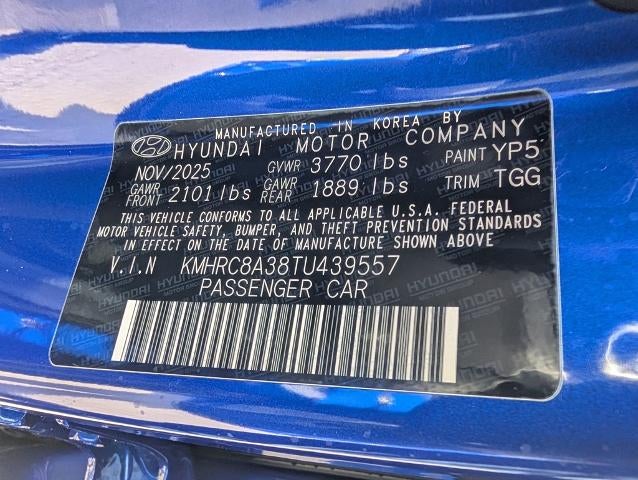 MANUFACTURED IN KOREA BY
HYUNDAI MOTOR COMPANY
NOV/2025 GVWR 3770 lbs PAINT YP5
GAWR FRONT 2101 lbs GAWR REAR 1889 lbs TRIM TGG
THIS VEHICLE CONFORMS TO ALL APPLICABLE U.S.A. FEDERAL
MOTOR VEHICLE SAFETY, BUMPER, AND THEFT PREVENTION STANDARDS
IN EFFECT ON THE DATE OF MANUFACTURE SHOWN ABOVE
V.I.N KMHRC8A38TU439557
PASSENGER CAR